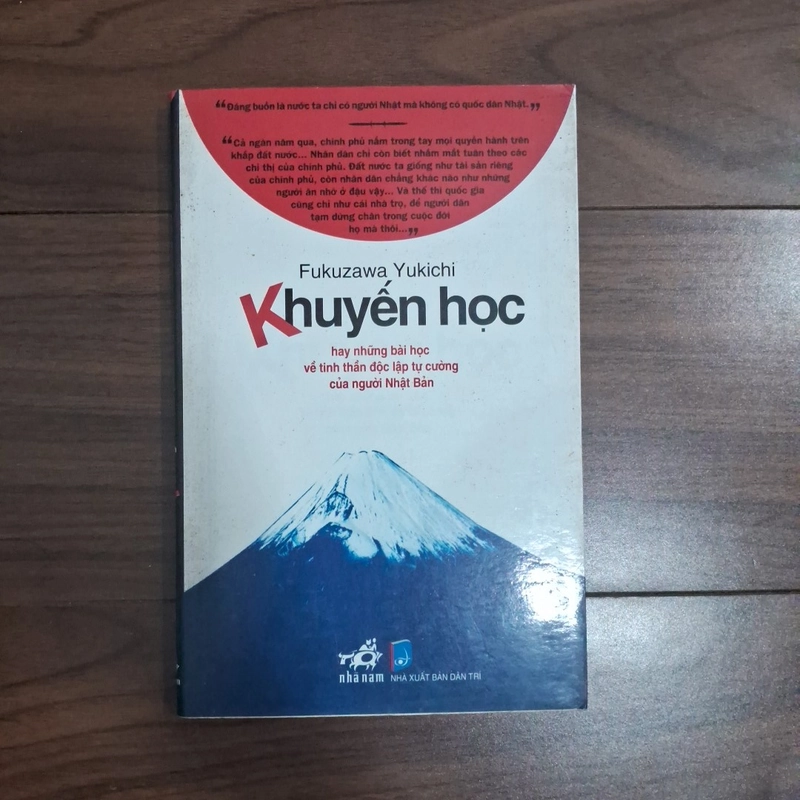 “Đáng buồn là nước ta chỉ có người Nhật mà không có quốc dân Nhật.”
“Cả ngàn năm qua, chính phủ nắm trong tay mọi quyền hành trên
khắp đất nước... Nhân dân chỉ còn biết nhắm mắt tuân theo các
chỉ thị của chính phủ. Đất nước ta giống như tài sản riêng
của chính phủ, còn nhân dân chẳng khác nào như những
người ăn nhờ ở đậu vậy... Và thế thì quốc gia
cũng chỉ như cái nhà trọ, để người dân
tạm dừng chân trong cuộc đời
họ mà thôi...”
Fukuzawa Yukichi
Khuyến học
hay những bài học
về tinh thần độc lập tự cường
của người Nhật Bản
nhã nam
NHÀ XUẤT BẢN DÂN TRÍ